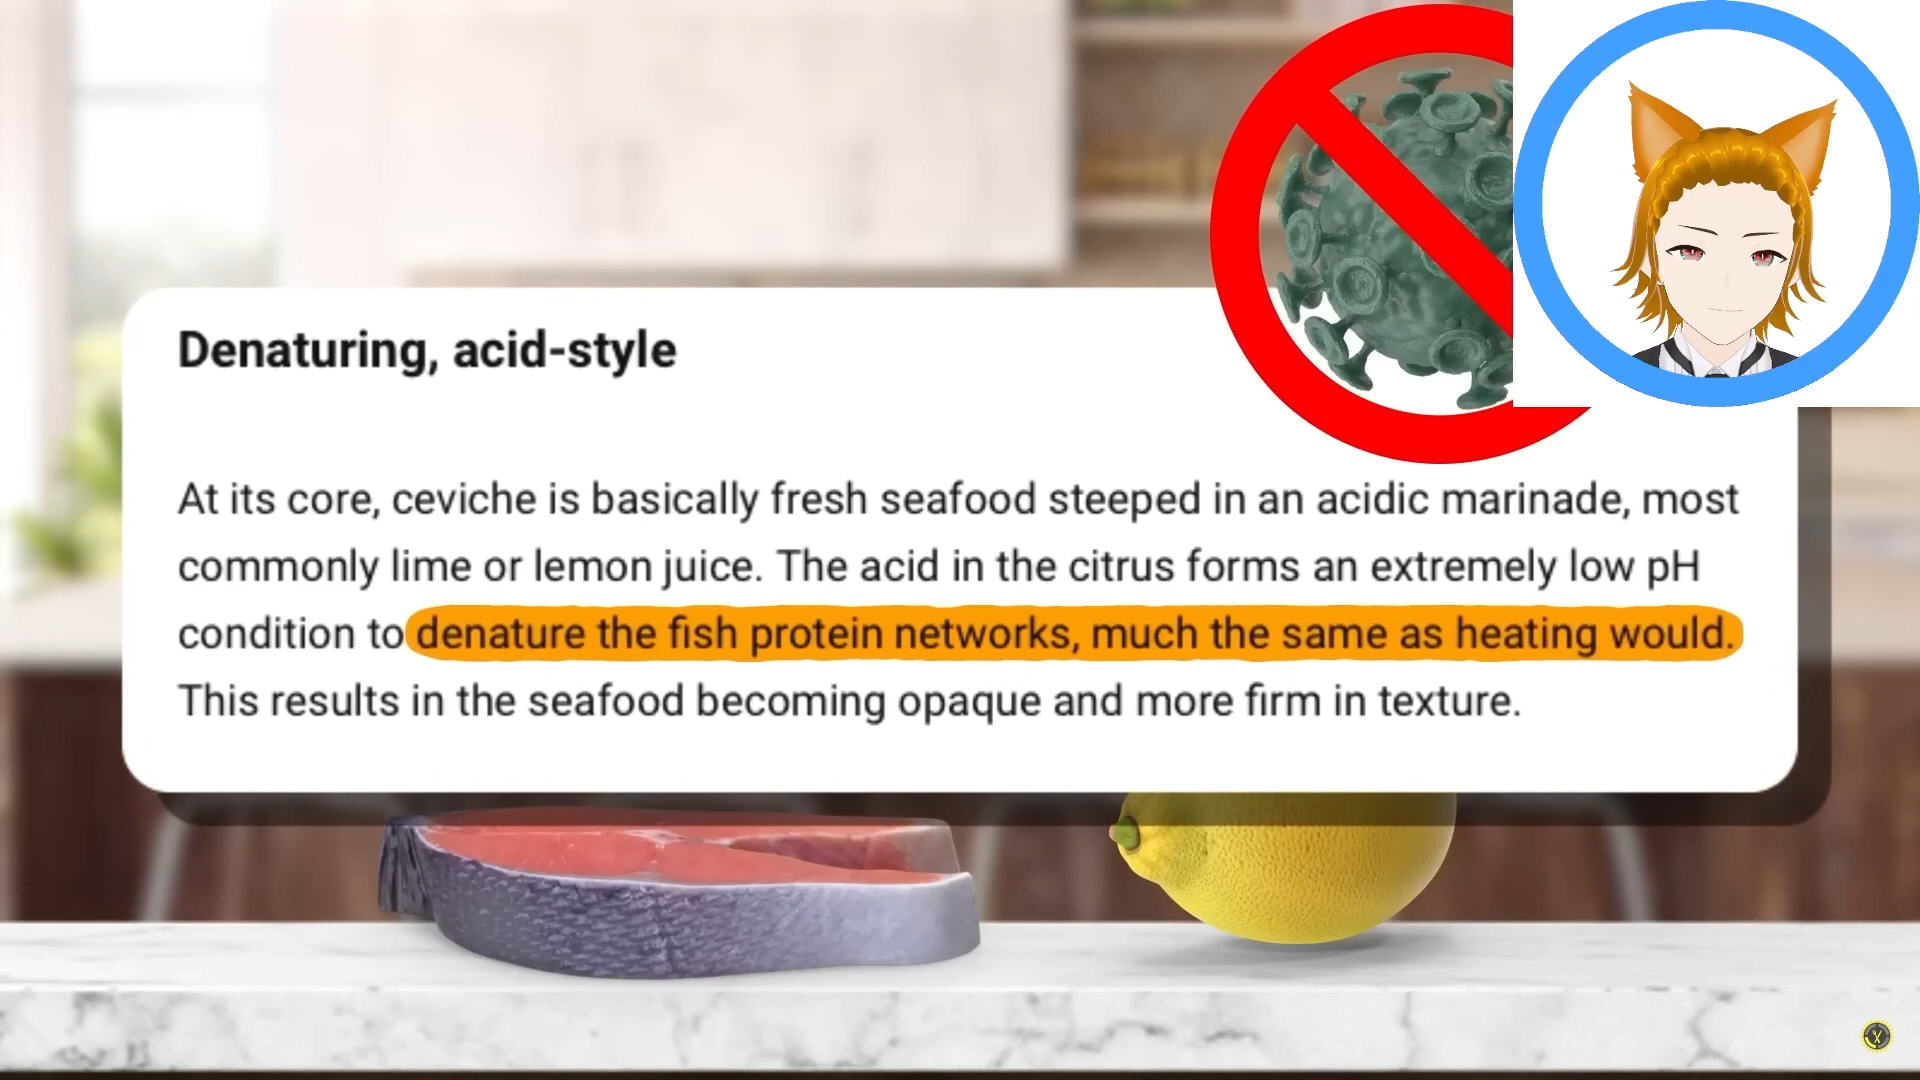 Denaturing, acid-style
At its core, ceviche is basically fresh seafood steeped in an acidic marinade, most
commonly lime or lemon juice. The acid in the citrus forms an extremely low pH
condition to denature the fish protein networks, much the same as heating would.
This results in the seafood becoming opaque and more firm in texture.